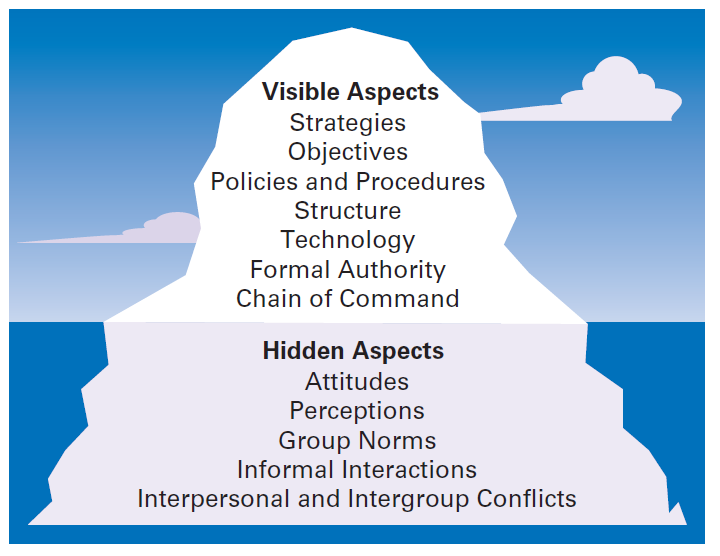 Visible Aspects
Strategies
Objectives
Policies and Procedures
Structure
Technology
Formal Authority
Chain of Command
Hidden Aspects
Attitudes
Perceptions
Group Norms
Informal Interactions
Interpersonal and Intergroup Conflicts